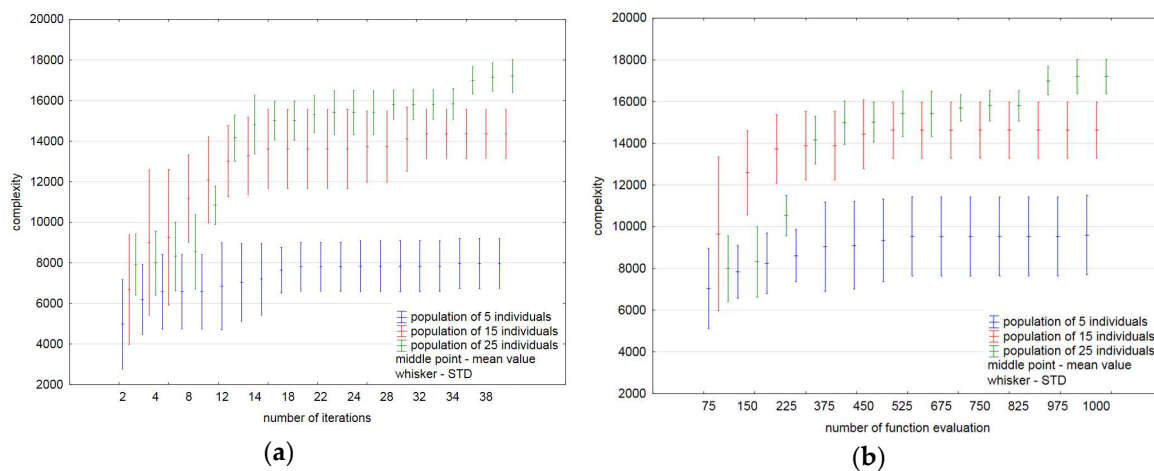 20000
18000
16000
14000
12000
10000
8000
6000
4000
2000
complexity
2 4 8 12 14 18 22 24 28 32 34 38
number of iterations
population of 5 individuals
population of 15 individuals
population of 25 individuals
middle point - mean value
whisker - STD
(a)
20000
18000
16000
14000
12000
10000
8000
6000
4000
2000
compelxity
75 150 225 375 450 525 675 750 825 975 1000
number of function evaluation
population of 5 individuals
population of 15 individuals
population of 25 individuals
middle point - mean value
whisker - STD
(b)